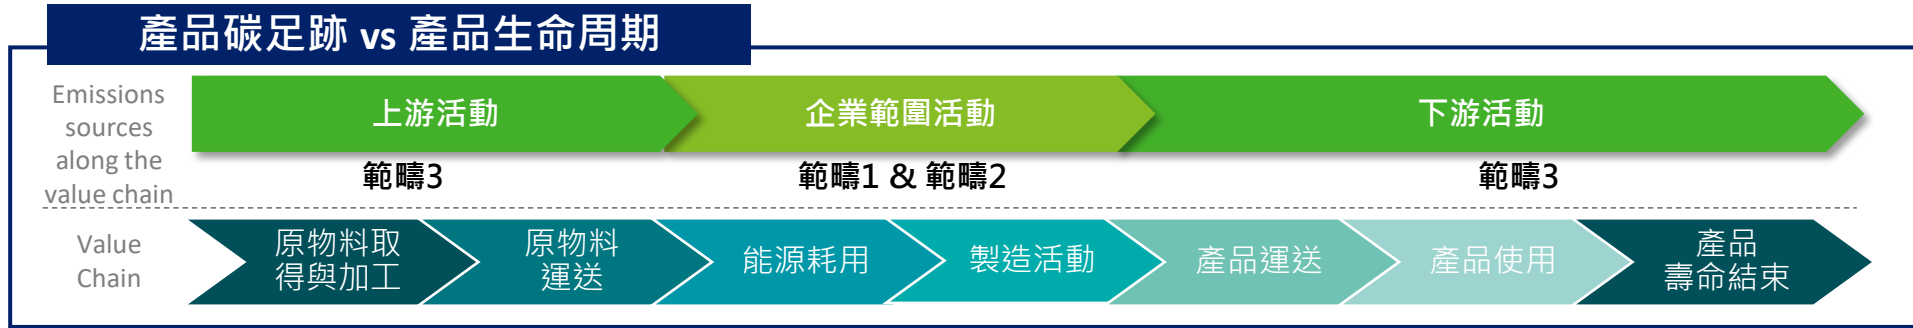 產品碳足跡 vs 產品生命周期
Emissions
sources
along the
value chain
上游活動
企業範圍活動
下游活動
範疇3
範疇1 & 範疇2
範疇3
Value
Chain
原物料取
得與加工
原物料
運送
能源耗用
製造活動
產品運送
產品使用
產品
壽命結束